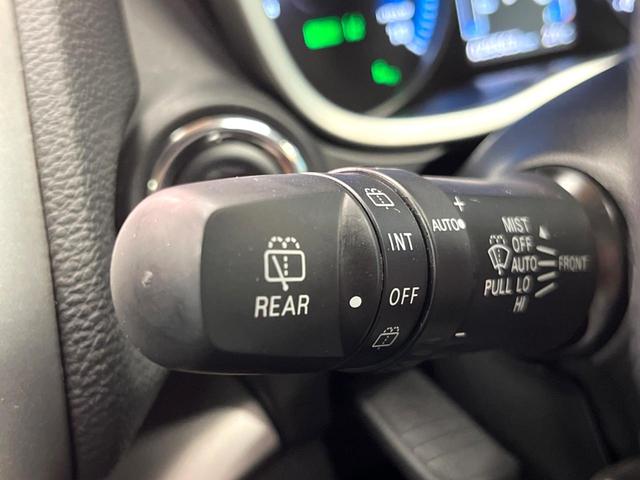 REAR
INT
OFF
+
AUTO
-
MIST
OFF
AUTO FRONT
PULL LO
HI